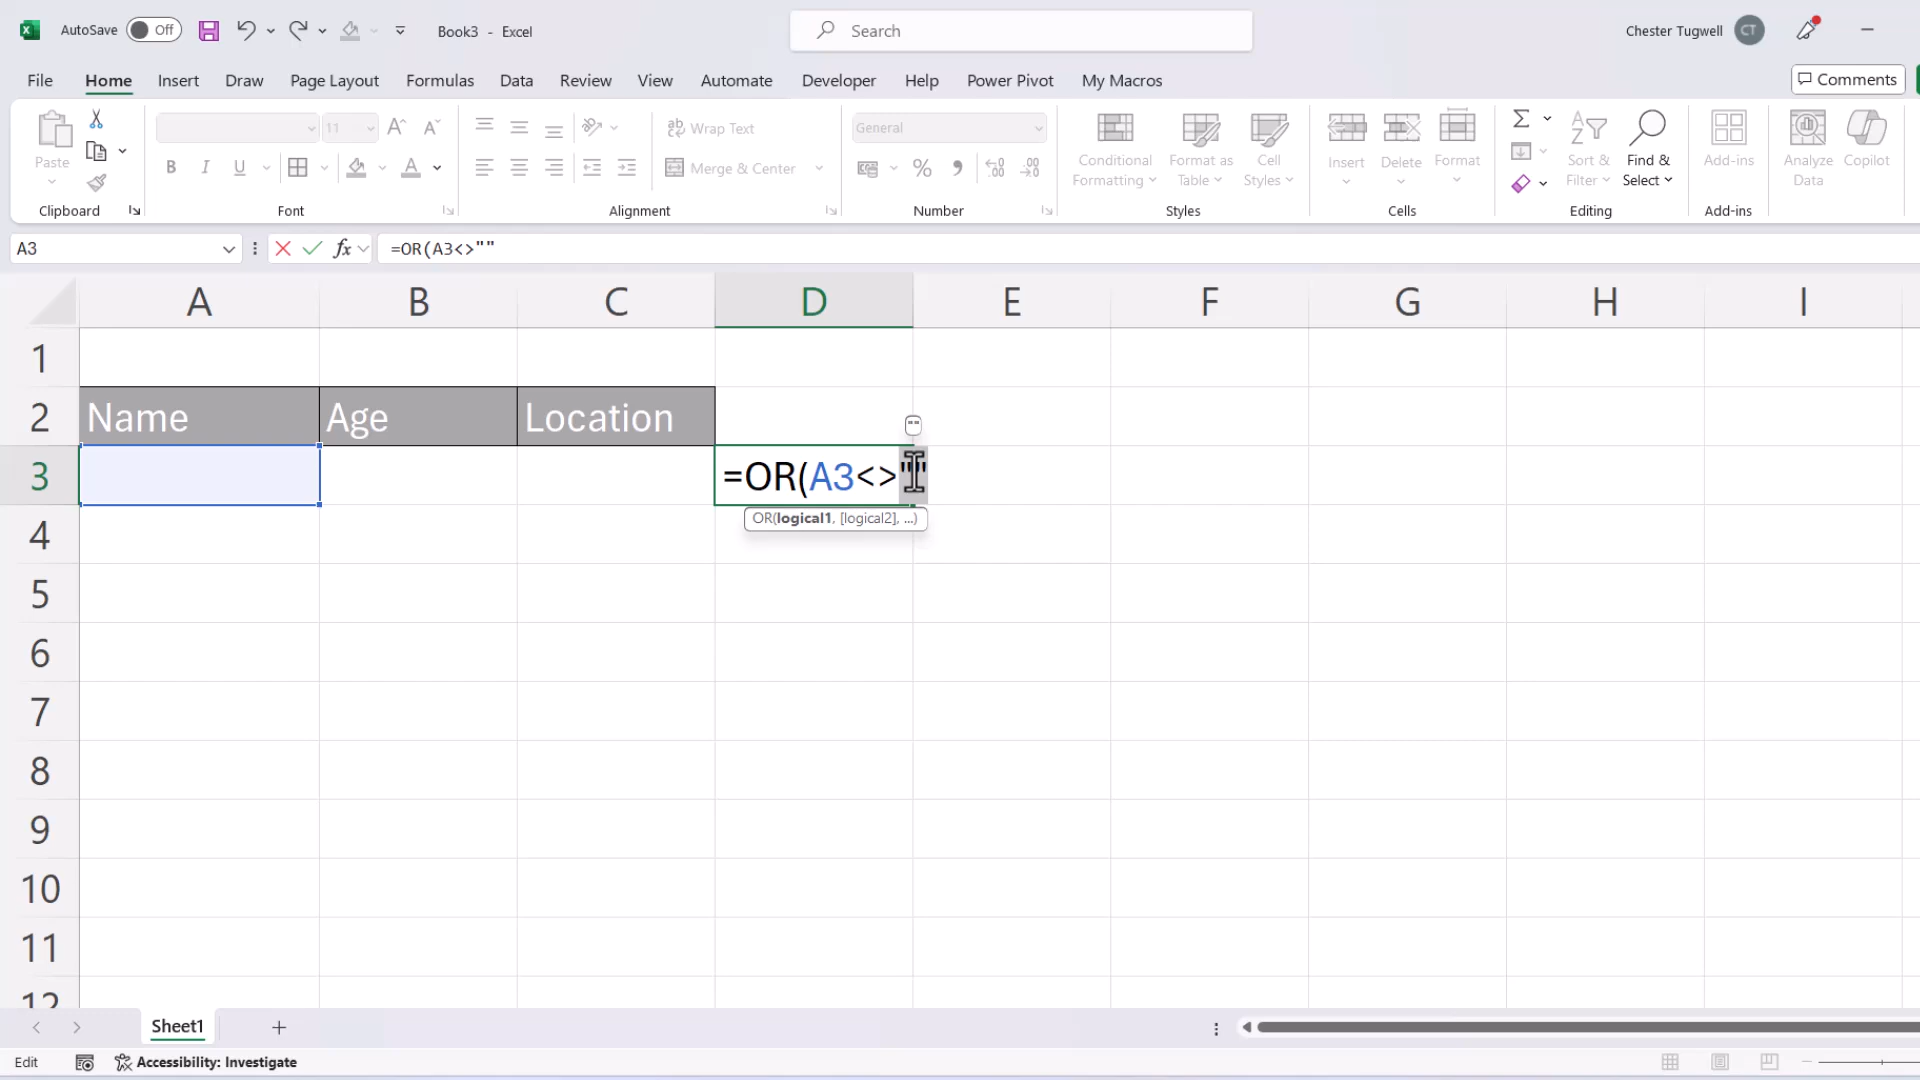 AutoSave Off Book3 - Excel Search Chester Tugwell CT
File Home Insert Draw Page Layout Formulas Data Review View Automate Developer Help Power Pivot My Macros Comments
Paste 11 Wrap Text General Conditional Formatting Format as Table Cell Styles Insert Delete Format Sort & Filter Find & Select Add-ins Analyze Data Copilot
B I U A Merge & Center %
Clipboard Font Alignment Number Styles Cells Editing Add-ins
A3 fx =OR(A3<>""
A B C D E F G H I
1
2 Name Age Location
3 =OR(A3<>""
OR(logical1, [logical2], ...)
4
5
6
7
8
9
10
11
12
Sheet1
Edit Accessibility: Investigate